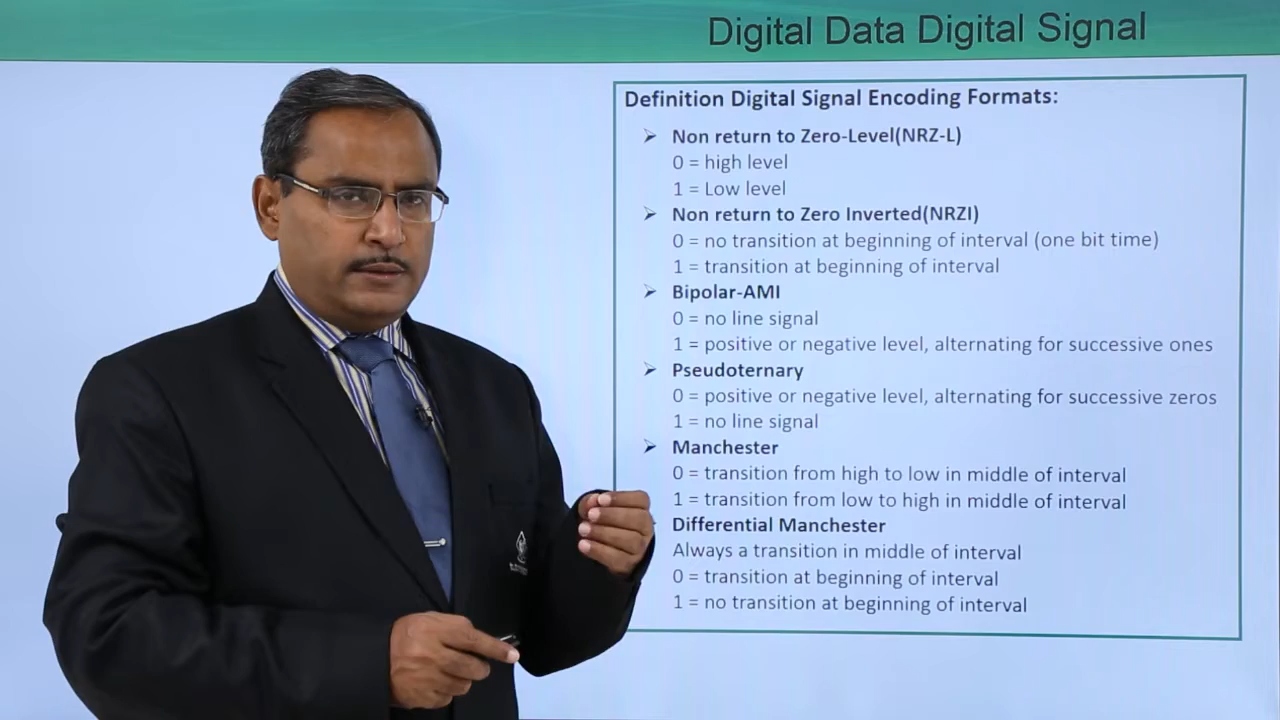 Digital Data Digital Signal
Definition Digital Signal Encoding Formats:
Non return to Zero-Level(NRZ-L)
0 = high level
1 = Low level
Non return to Zero Inverted(NRZI)
0 = no transition at beginning of interval (one bit time)
1 = transition at beginning of interval
Bipolar-AMI
0 = no line signal
1 = positive or negative level, alternating for successive ones
Pseudoternary
0 = positive or negative level, alternating for successive zeros
1 = no line signal
Manchester
0 = transition from high to low in middle of interval
1 = transition from low to high in middle of interval
Differential Manchester
Always a transition in middle of interval
0 = transition at beginning of interval
1 = no transition at beginning of interval